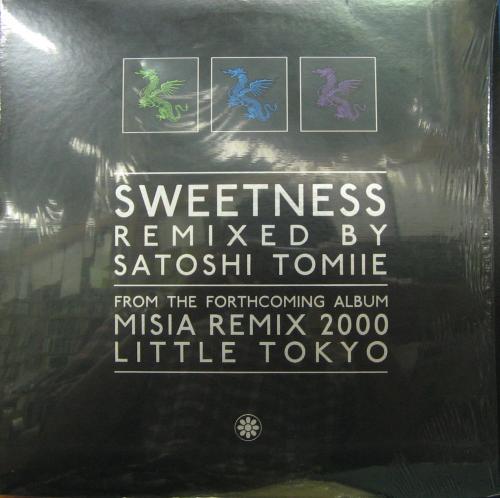 SWEETNESS
REMIXED BY
SATOSHI TOMIIE
FROM THE FORTHCOMING ALBUM
MISIA REMIX 2000
LITTLE TOKYO